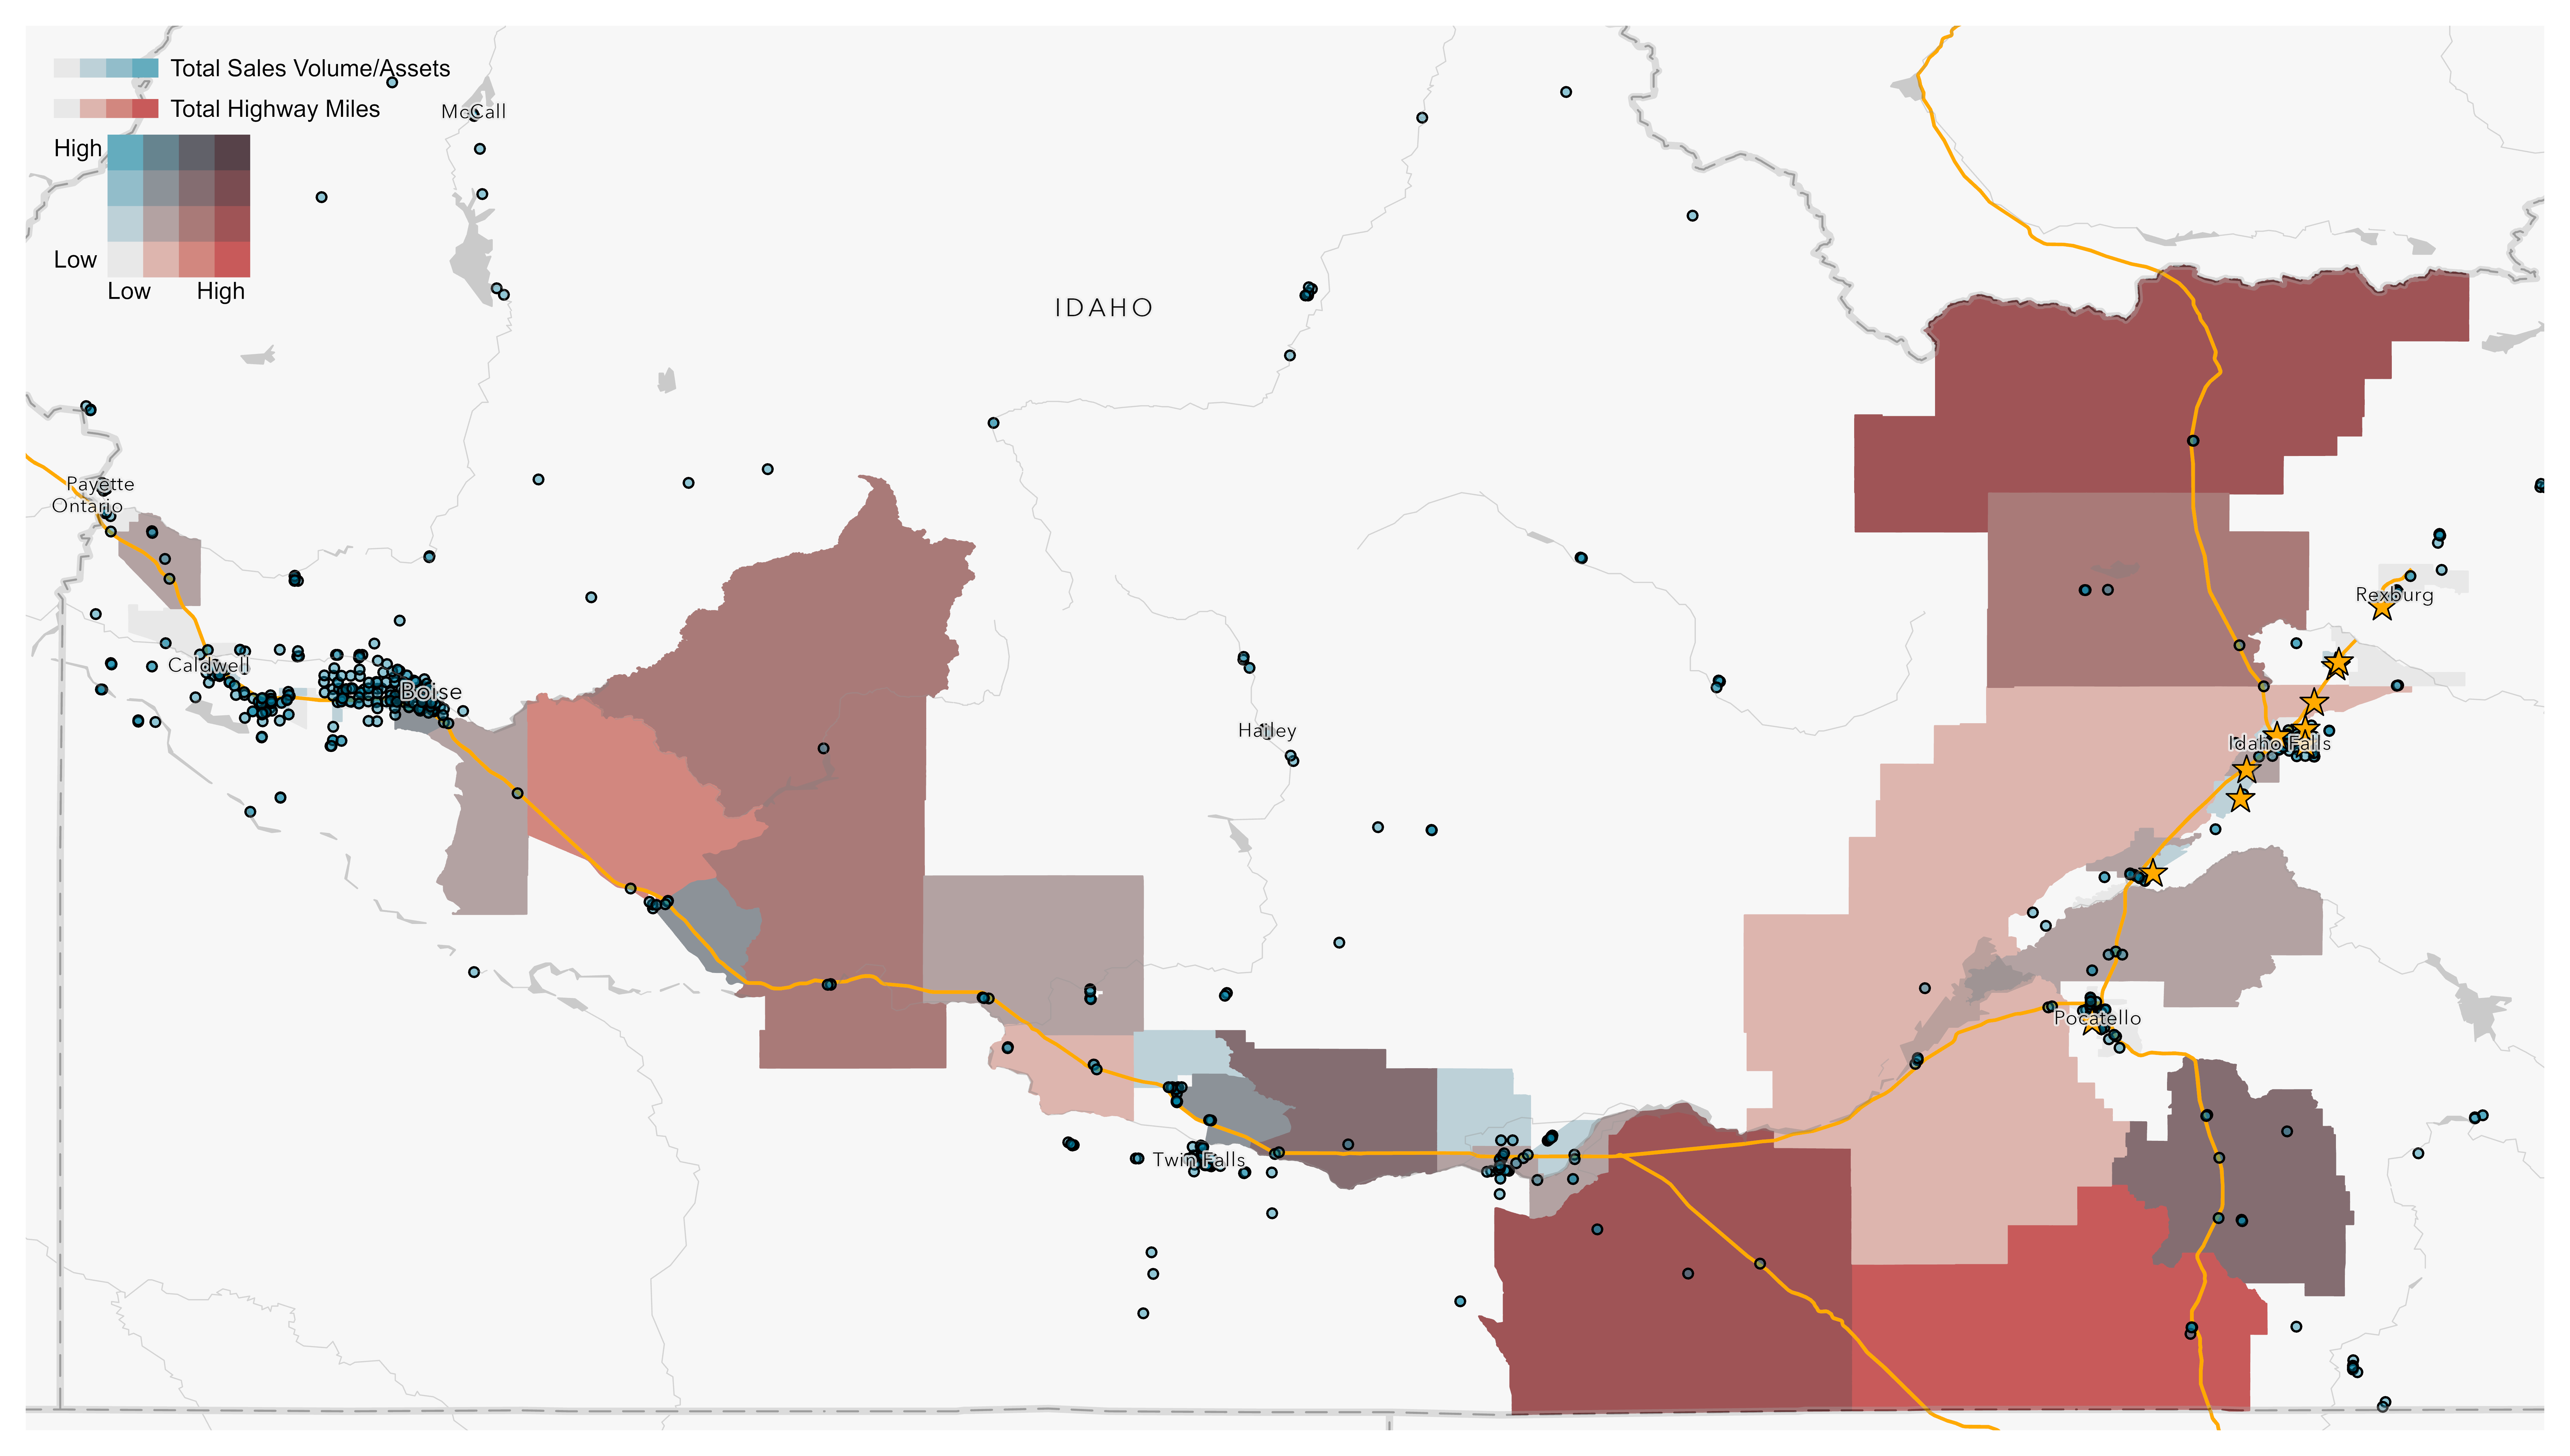 Total Sales Volume/Assets
Total Highway Miles
High
Low
Low High
McCall
IDAHO
Payette
Ontario
Rexburg
Caldwell
Boise
Hailey
Idaho Falls
Pocatello
Twin Falls